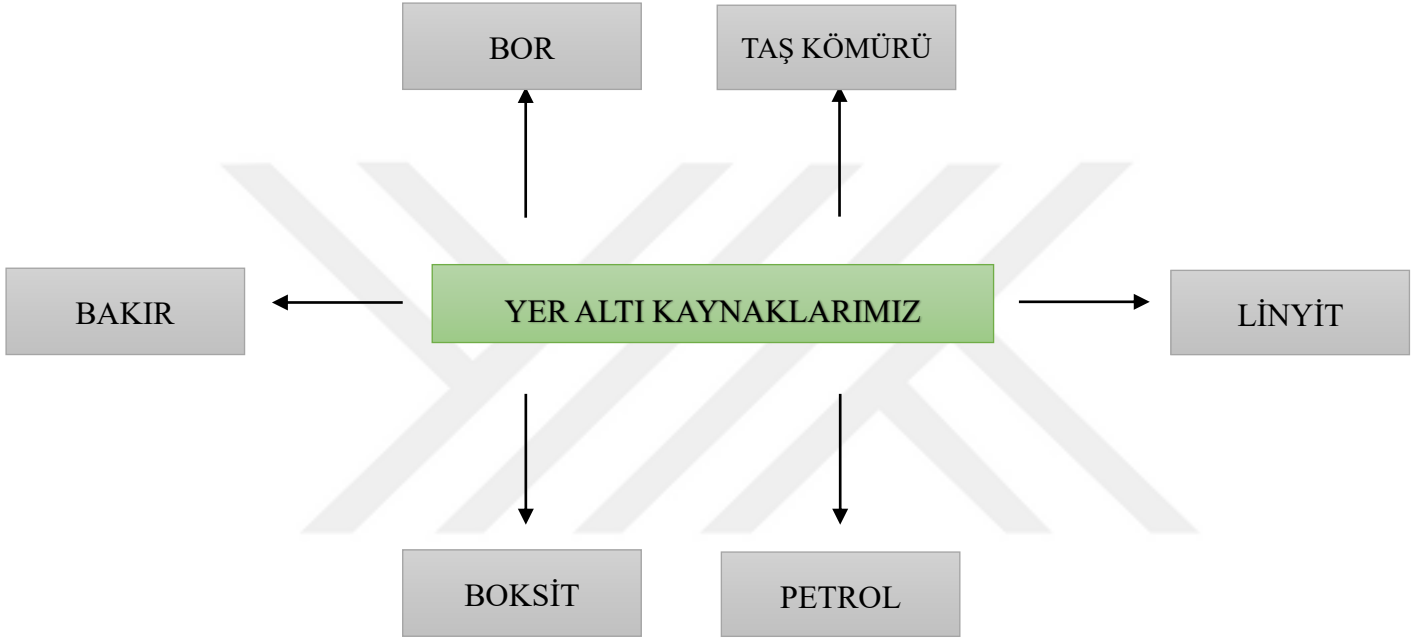 BOR
TAŞ KÖMÜRÜ
BAKIR
YER ALTI KAYNAKLARIMIZ
LİNYİT
BOKSİT
PETROL